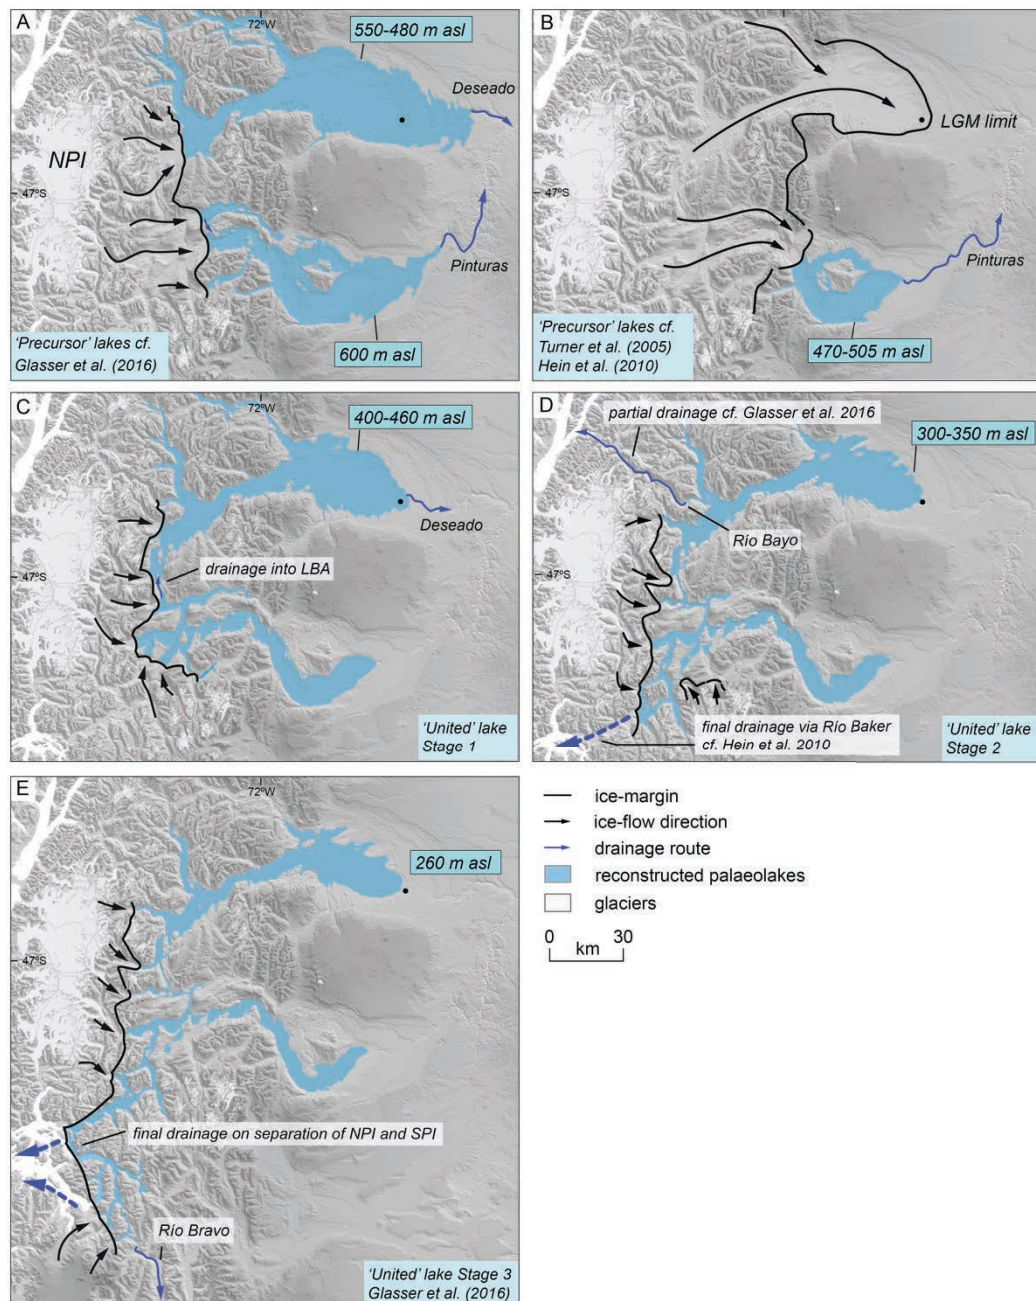 A
72°W
550-480 m asl
Deseado
NPI
47°S
Pinturas
600 m asl
'Precursor' lakes cf.
Glasser et al. (2016)
B
LGM limit
47°S
Pinturas
470-505 m asl
'Precursor' lakes cf.
Turner et al. (2005)
Hein et al. (2010)
C
72°W
400-460 m asl
Deseado
drainage into LBA
47°S
'United' lake
Stage 1
D
partial drainage cf. Glasser et al. 2016
300-350 m asl
Río Bayo
47°S
final drainage via Río Baker
cf. Hein et al. 2010
'United' lake
Stage 2
E
72°W
260 m asl
47°S
final drainage on separation of NPI and SPI
Río Bravo
'United' lake Stage 3
Glasser et al. (2016)
ice-margin
ice-flow direction
drainage route
reconstructed palaeolakes
glaciers
0 30
km